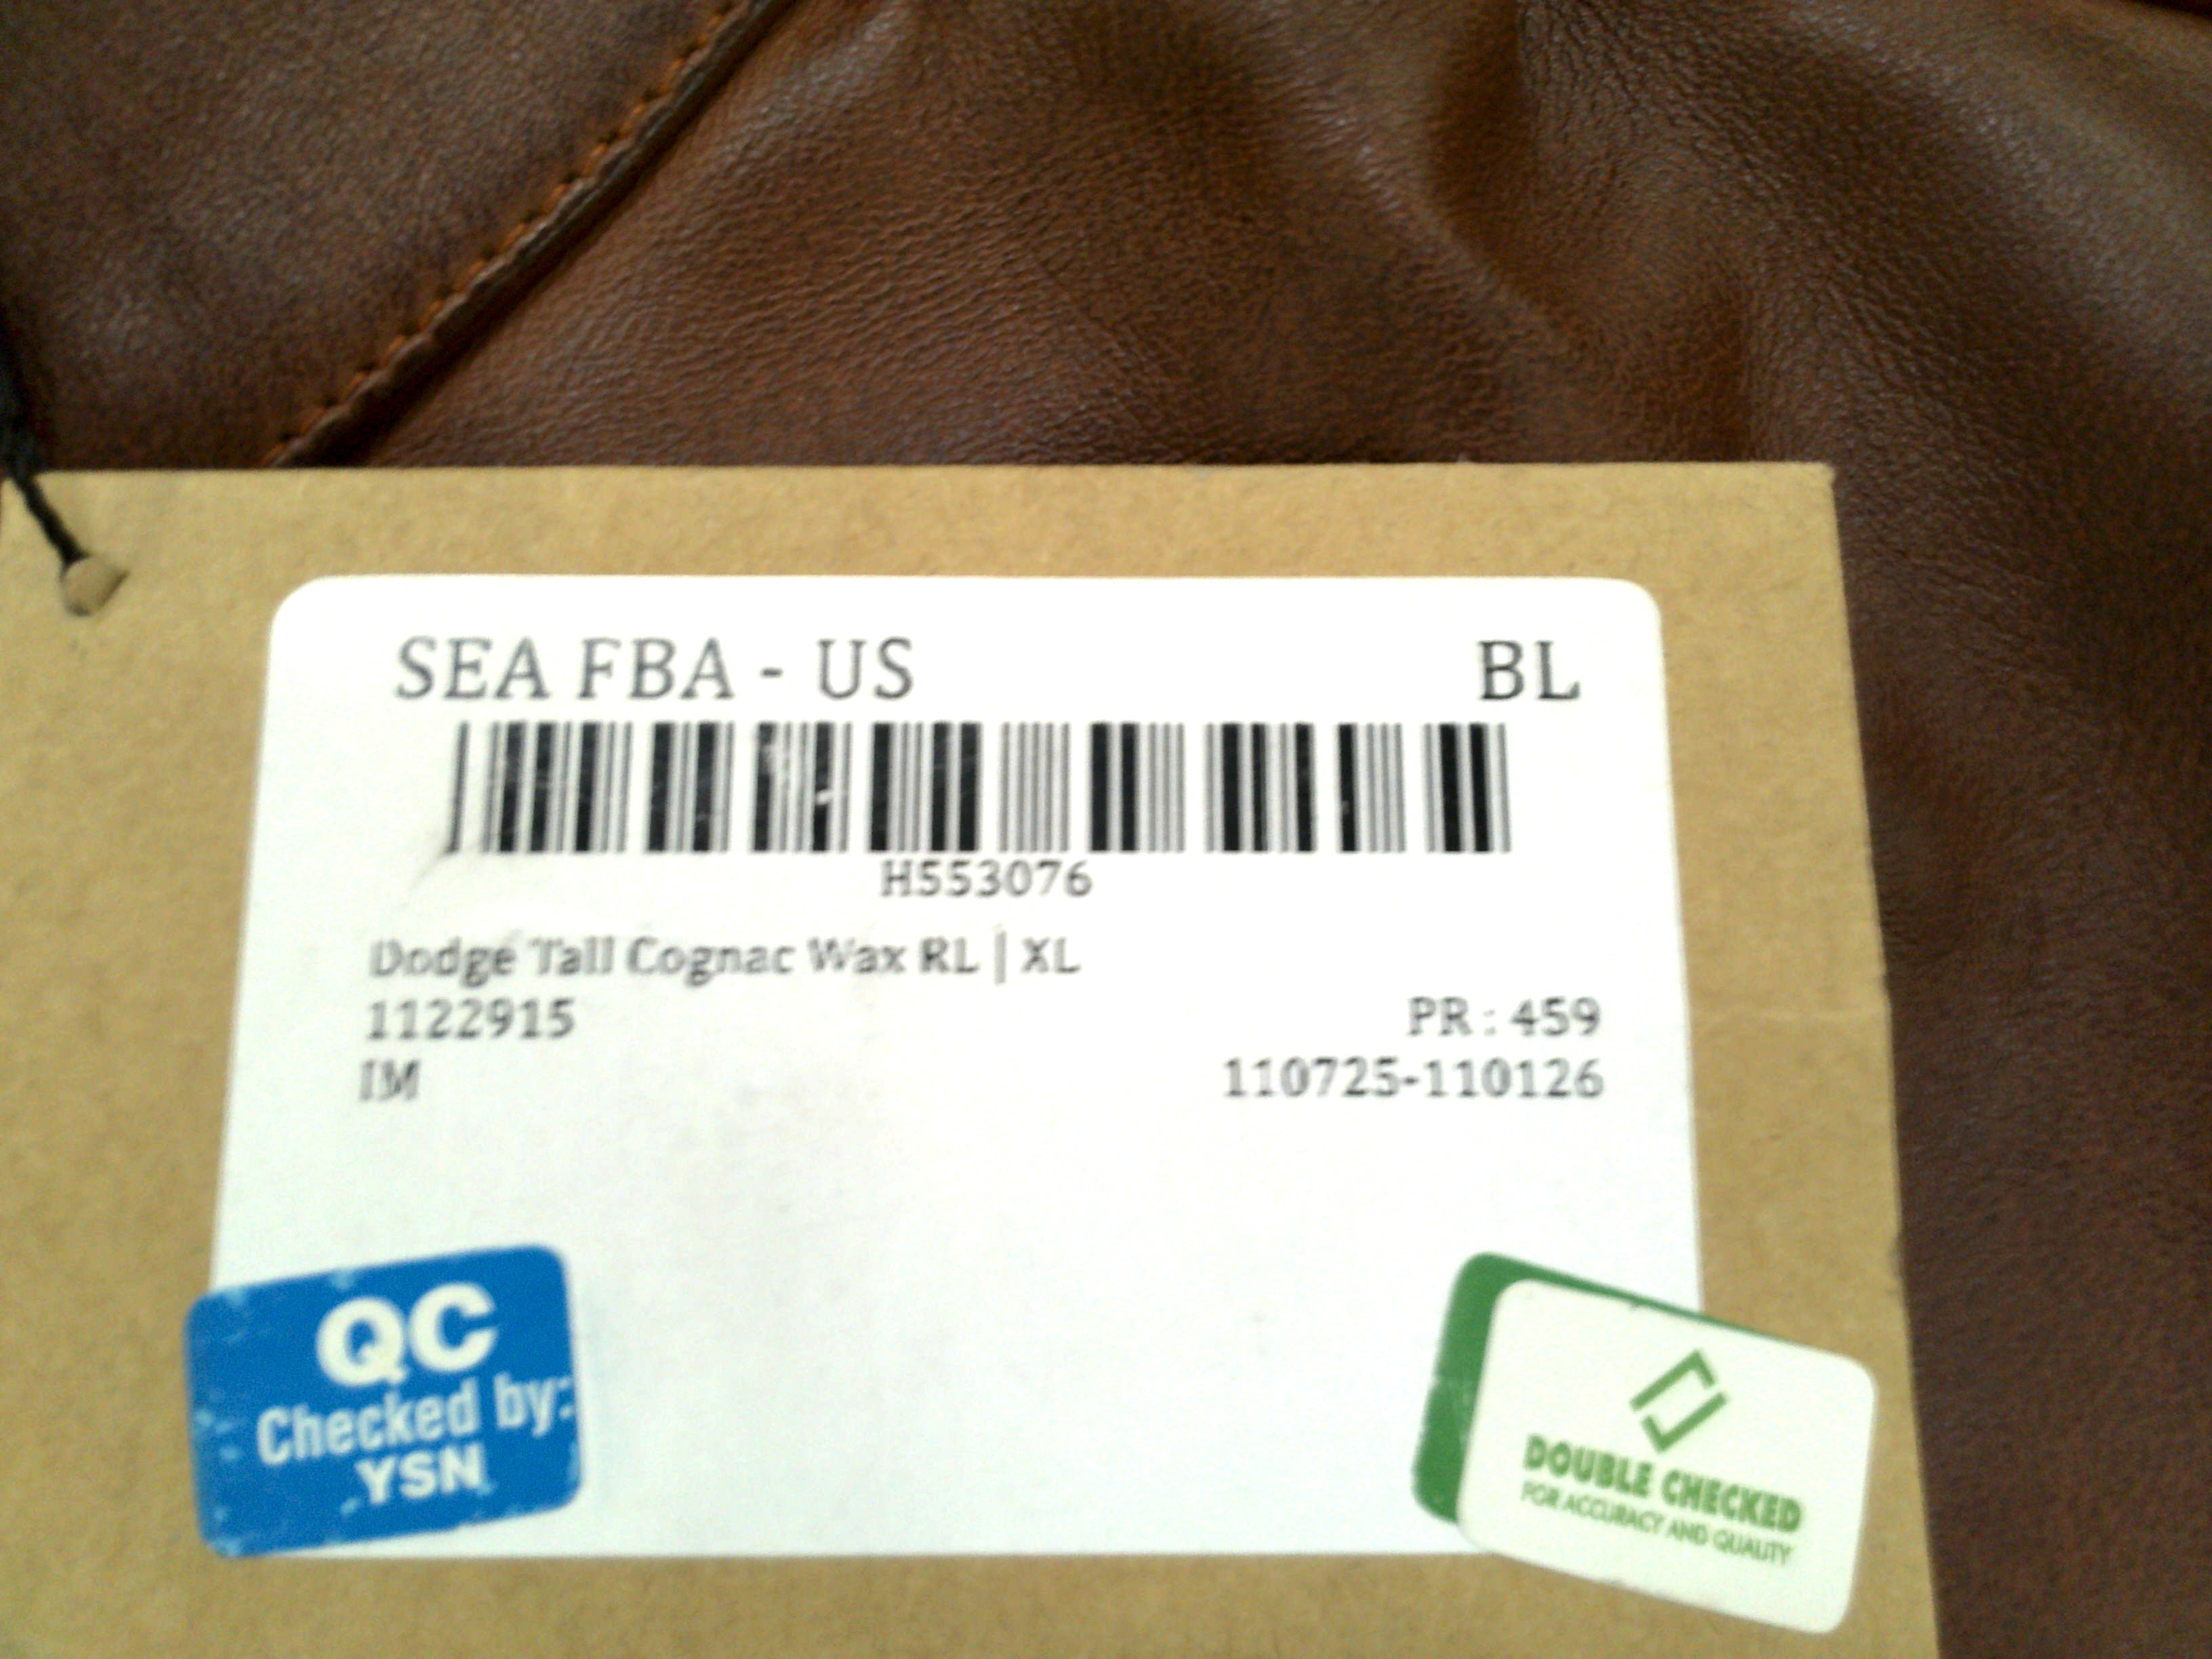 SEA FBA - US BL
H553076
Dodge Tall Cognac Wax RL | XL
1122915 PR : 459
IM 110725-110126
QC
Checked by:
YSN
DOUBLE CHECKED
FOR ACCURACY AND QUALITY